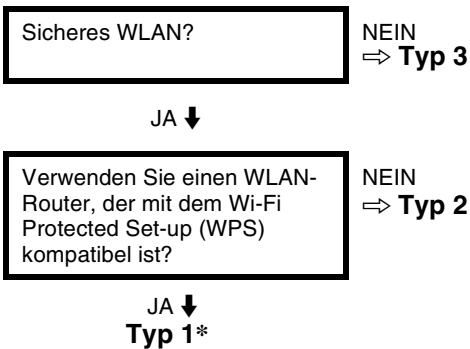 Sicheres WLAN?
NEIN
⇨ Typ 3
JA ⬇
Verwenden Sie einen WLAN-
Router, der mit dem Wi-Fi
Protected Set-up (WPS)
kompatibel ist?
NEIN
⇨ Typ 2
JA ⬇
Typ 1*